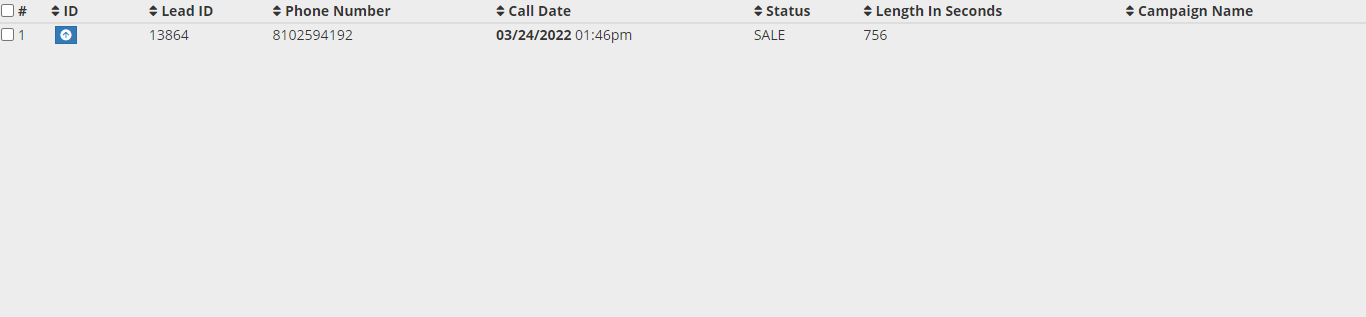 # ID Lead ID Phone Number Call Date Status Length In Seconds Campaign Name
1 13864 8102594192 03/24/2022 01:46pm SALE 756